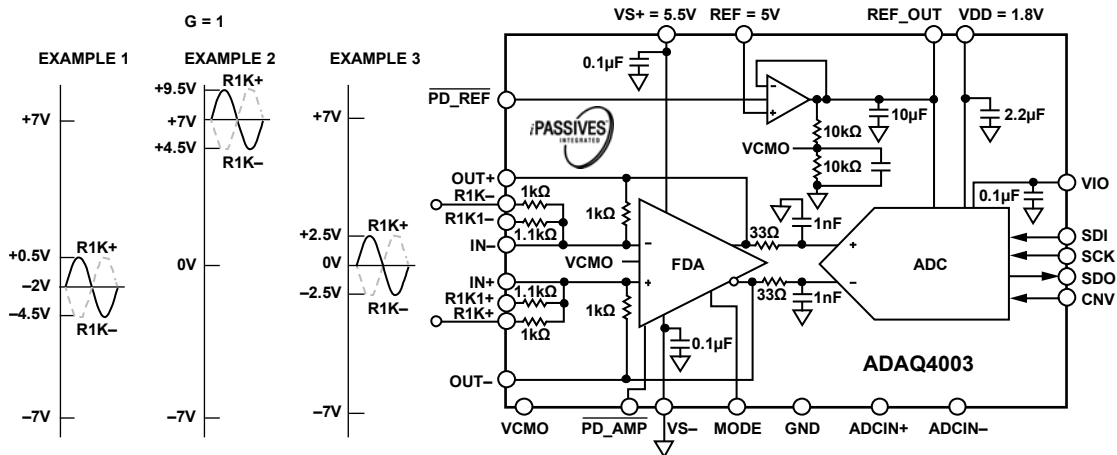 G = 1
EXAMPLE 1
+7V
+0.5V
R1K+
–2V
–4.5V
R1K–
–7V
EXAMPLE 2
+9.5V
R1K+
+7V
+4.5V
R1K–
0V
–7V
EXAMPLE 3
+7V
+2.5V
R1K+
0V
–2.5V
R1K–
–7V
VS+ = 5.5V
REF = 5V
REF_OUT
VDD = 1.8V
0.1µF
PD_REF
iPASSIVES
INTEGRATED
10µF
2.2µF
10kΩ
VCMO
10kΩ
OUT+
R1K–
1kΩ
R1K1–
1.1kΩ
IN–
1kΩ
VCMO
FDA
33Ω
1nF
0.1µF
VIO
ADC
SDI
SCK
SDO
CNV
IN+
1.1kΩ
R1K1+
R1K+
1kΩ
1kΩ
33Ω
1nF
0.1µF
OUT–
ADAQ4003
VCMO
PD_AMP
VS–
MODE
GND
ADCIN+
ADCIN–